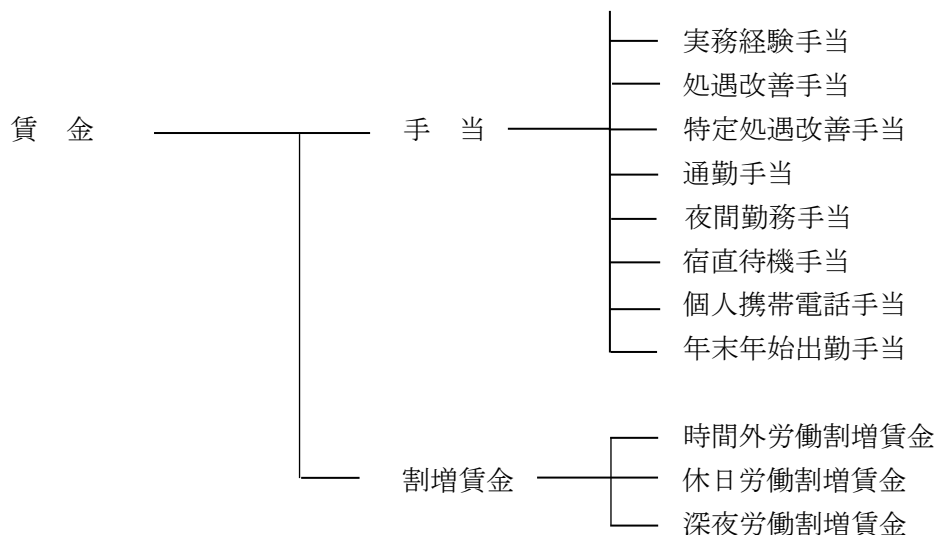 実務経験手当
処遇改善手当
賃　金
手　当
特定処遇改善手当
通勤手当
夜間勤務手当
宿直待機手当
個人携帯電話手当
年末年始出勤手当
時間外労働割増賃金
割増賃金
休日労働割増賃金
深夜労働割増賃金